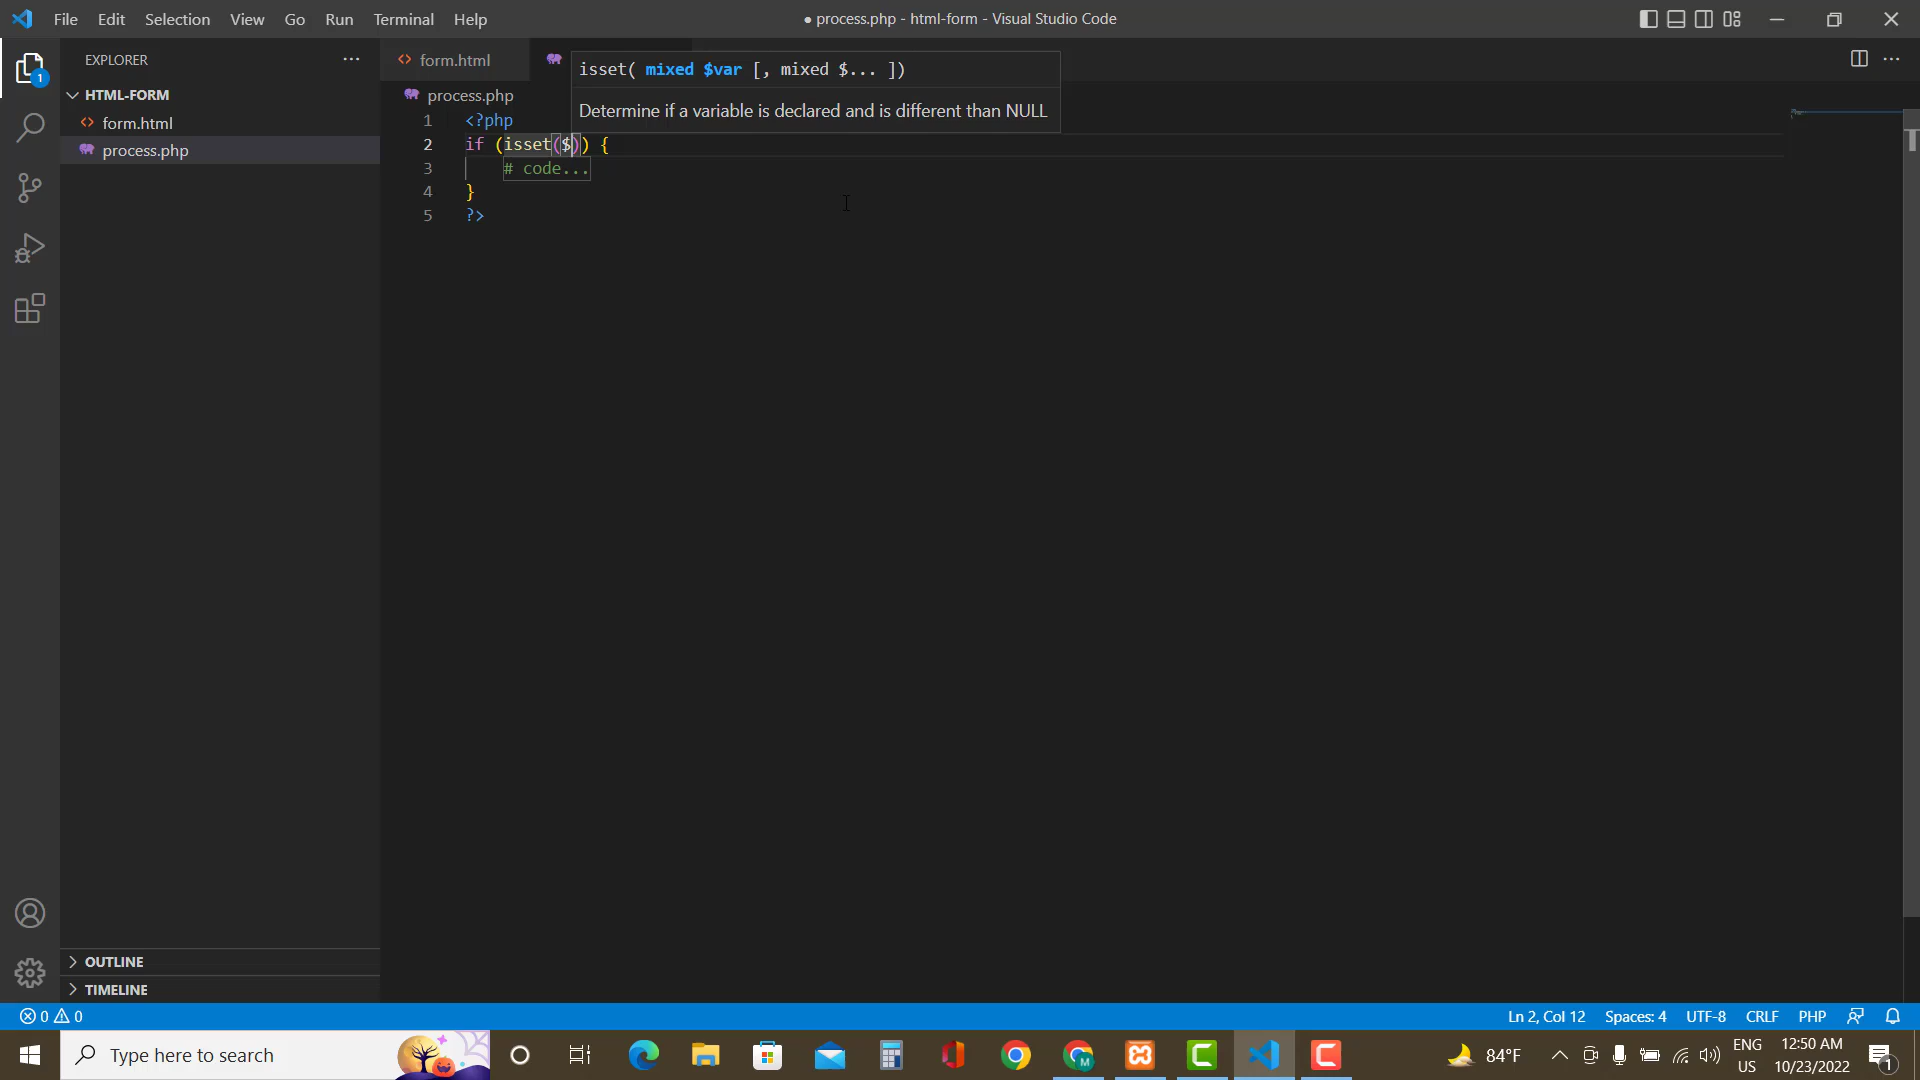 File Edit Selection View Go Run Terminal Help
● process.php - html-form - Visual Studio Code
EXPLORER
HTML-FORM
form.html
process.php
OUTLINE
TIMELINE
form.html
process.php
isset( mixed $var [, mixed $... ])
Determine if a variable is declared and is different than NULL
1 <?php
2 if (isset($)) {
3 # code...
4 }
5 ?>
1
0 0
Ln 2, Col 12 Spaces: 4 UTF-8 CRLF PHP
Type here to search
M
84°F
ENG
US
12:50 AM
10/23/2022
1